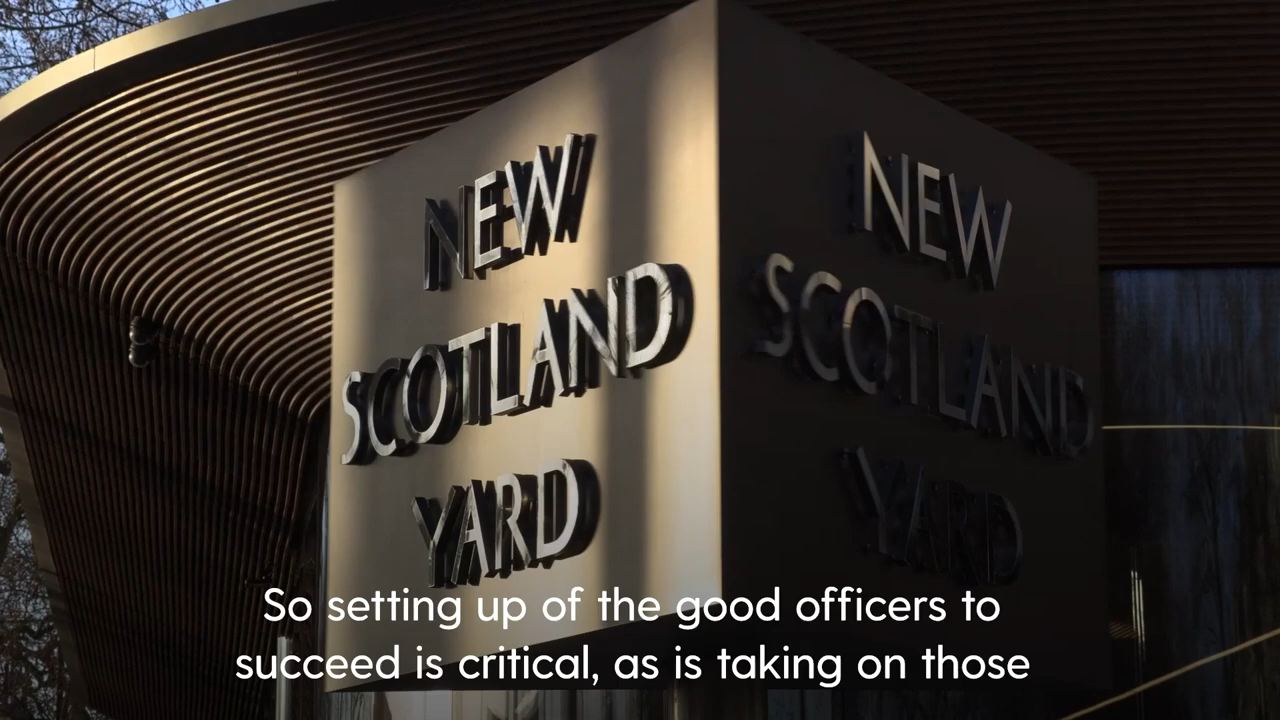 NEW
SCOTLAND
YARD
NEW
SCOTLAND
YARD
So setting up of the good officers to
succeed is critical, as is taking on those